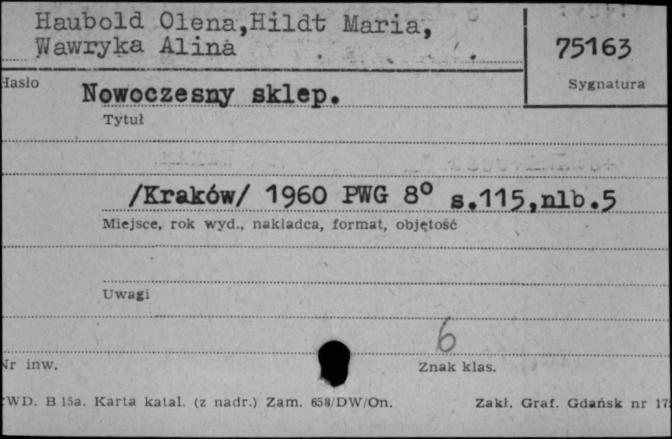 Haubold Olena,Hildt Maria,
Wawryka Alina
75163
Hasło
Sygnatura
Nowoczesny sklep.
Tytuł
/Kraków/ 1960 PWG 8° s.115,nlb.5
Miejsce, rok wyd., nakładca, format, objętość
Uwagi
6
Nr inw.
Znak klas.
WD. B 15a. Karta katal. (z nadr.) Zam. 658/DW/On.
Zakł. Graf. Gdańsk nr